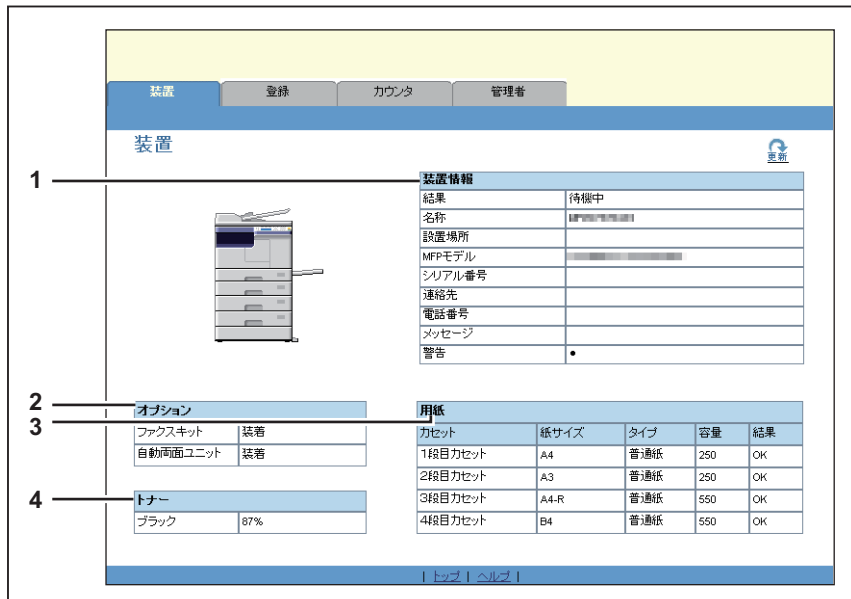 装置 登録 カウンタ 管理者
装置
更新
1
装置情報
結果 待機中
名称
設置場所
MFPモデル
シリアル番号
連絡先
電話番号
メッセージ
警告 •
2
オプション
3
ファクスキット 装着
自動両面ユニット 装着
用紙
カセット 紙サイズ タイプ 容量 結果
1段目カセット A4 普通紙 250 OK
2段目カセット A3 普通紙 250 OK
3段目カセット A4-R 普通紙 550 OK
4段目カセット B4 普通紙 550 OK
4
トナー
ブラック 87%
| トップ | ヘルプ |